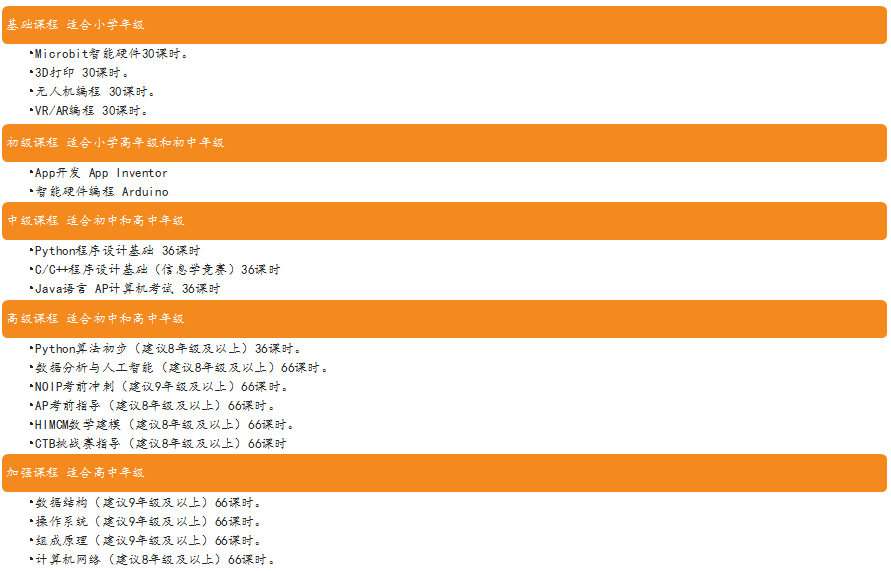 基础课程 适合小学年级
•Microbit智能硬件30课时。
•3D打印 30课时。
•无人机编程 30课时。
•VR/AR编程 30课时。
初级课程 适合小学高年级和初中年级
•App开发 App Inventor
•智能硬件编程 Arduino
中级课程 适合初中和高中年级
•Python程序设计基础 36课时
•C/C++程序设计基础（信息学竞赛）36课时
•Java语言 AP计算机考试 36课时
高级课程 适合初中和高中年级
•Python算法初步（建议8年级及以上）36课时。
•数据分析与人工智能（建议8年级及以上）66课时。
•NOIP考前冲刺（建议9年级及以上）66课时。
•AP考前指导（建议8年级及以上）66课时。
•HIMCM数学建模（建议8年级及以上）66课时。
•CTB挑战赛指导（建议8年级及以上）66课时
加强课程 适合高中年级
•数据结构（建议9年级及以上）66课时。
•操作系统（建议9年级及以上）66课时。
•组成原理（建议9年级及以上）66课时。
•计算机网络（建议8年级及以上）66课时。